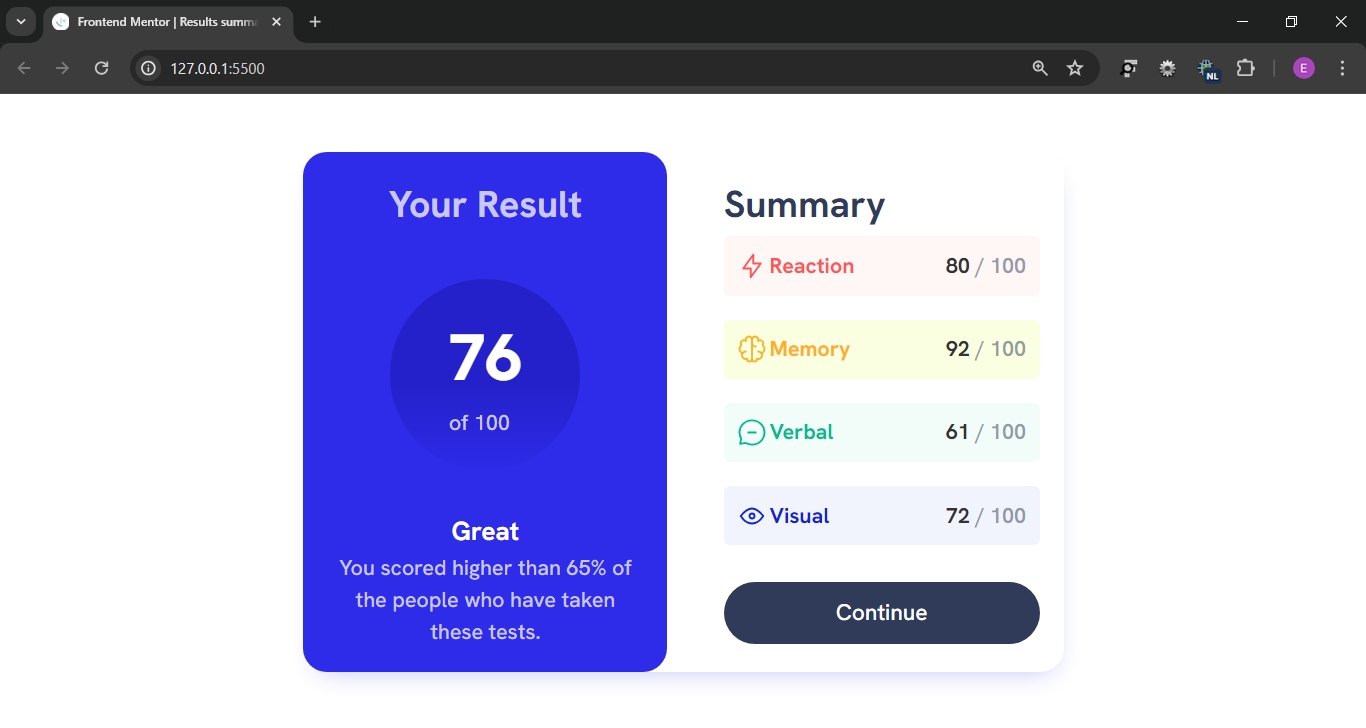 Frontend Mentor | Results summ
127.0.0.1:5500
NL
E
Your Result
76
of 100
Great
You scored higher than 65% of
the people who have taken
these tests.
Summary
Reaction 80 / 100
Memory 92 / 100
Verbal 61 / 100
Visual 72 / 100
Continue